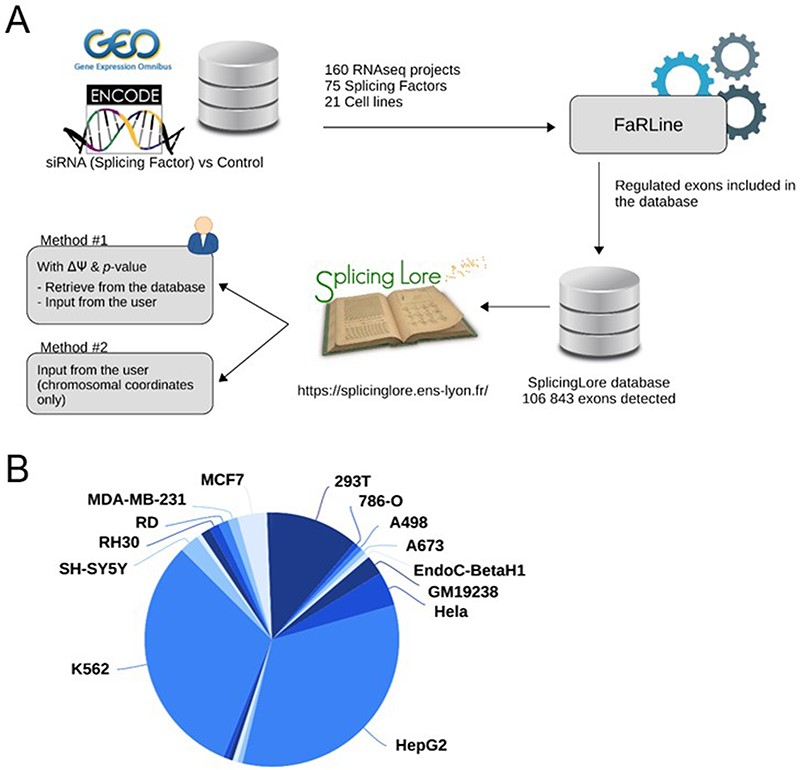 A
GEO
Gene Expression Omnibus
ENCODE
siRNA (Splicing Factor) vs Control
160 RNAseq projects
75 Splicing Factors
21 Cell lines
FaRLine
Regulated exons included in
the database
SplicingLore database
106 843 exons detected
Splicing Lore
https://splicinglore.ens-lyon.fr/
Method #1
With ΔΨ & p-value
- Retrieve from the database
- Input from the user
Method #2
Input from the user
(chromosomal coordinates
only)
B
MCF7
MDA-MB-231
RD
RH30
SH-SY5Y
K562
293T
786-O
A498
A673
EndoC-BetaH1
GM19238
Hela
HepG2